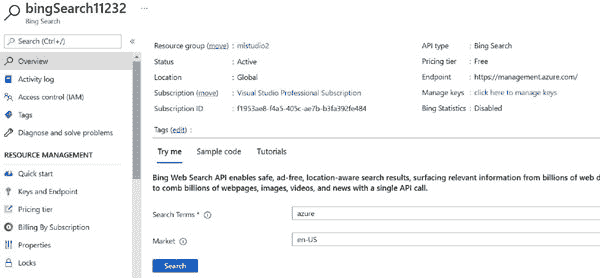 bingSearch11232 ...
Bing Search
Search (Ctrl+/) «
Overview
Activity log
Access control (IAM)
Tags
Diagnose and solve problems
RESOURCE MANAGEMENT
Quick start
Keys and Endpoint
Pricing tier
Billing By Subscription
Properties
Locks
Resource group (move) : mlstudio2
Status : Active
Location : Global
Subscription (move) : Visual Studio Professional Subscription
Subscription ID : f1953ae8-f4a5-405c-ae7b-b3fa392fe484
API type : Bing Search
Pricing tier : Free
Endpoint : https://management.azure.com/
Manage keys : click here to manage keys
Bing Statistics : Disabled
Tags (edit) :
Try me Sample code Tutorials
Bing Web Search API enables safe, ad-free, location-aware search results, surfacing relevant information from billions of web d
to comb billions of webpages, images, videos, and news with a single API call.
Search Terms * azure
Market en-US
Search